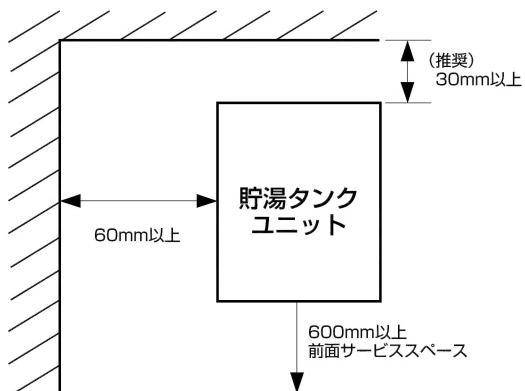 （推奨）
30mm以上
貯湯タンク
ユニット
60mm以上
600mm以上
前面サービススペース